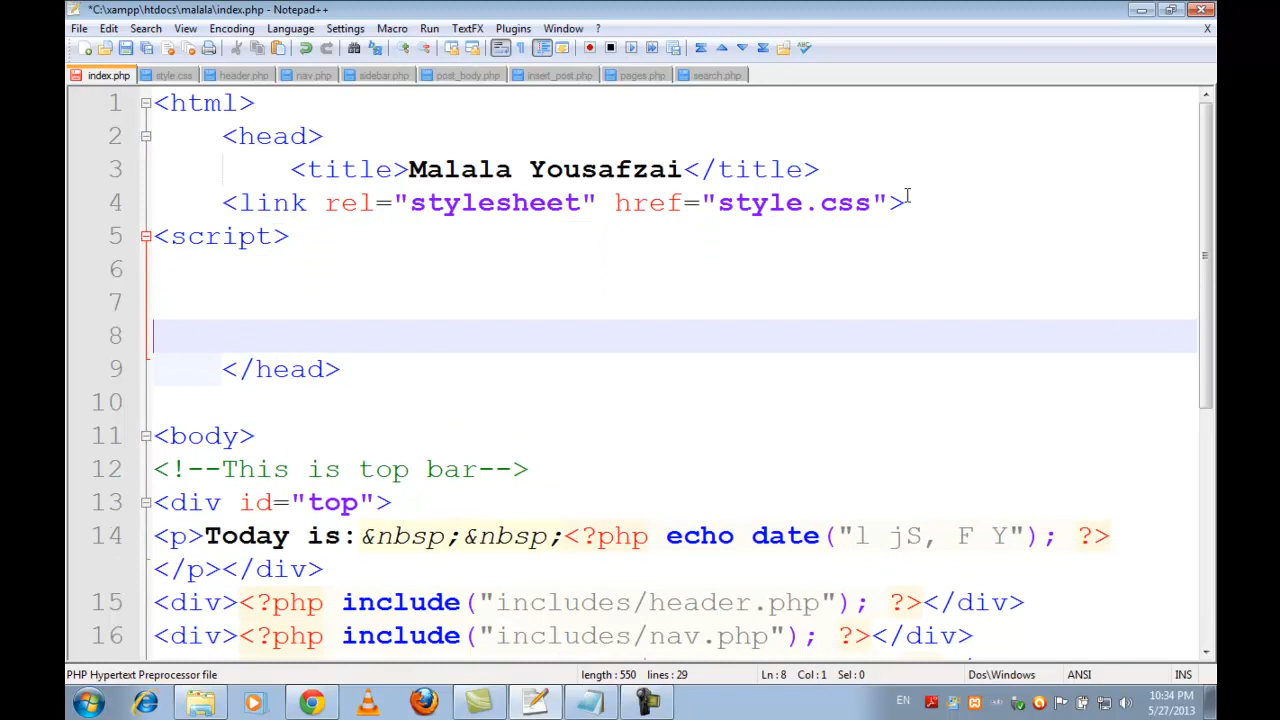 *C:\xampp\htdocs\malala\index.php - Notepad++
File Edit Search View Encoding Language Settings Macro Run TextFX Plugins Window ? X
index.php style.css header.php nav.php sidebar.php post_body.php insert_post.php pages.php search.php
1 <html>
2 <head>
3 <title>Malala Yousafzai</title>
4 <link rel="stylesheet" href="style.css">
5 <script>
6
7
8
9 </head>
10
11 <body>
12 <!--This is top bar-->
13 <div id="top">
14 <p>Today is:&nbsp;&nbsp;<?php echo date("l jS, F Y"); ?>
</p></div>
15 <div><?php include("includes/header.php"); ?></div>
16 <div><?php include("includes/nav.php"); ?></div>
PHP Hypertext Preprocessor file length : 550 lines : 29 Ln : 8 Col : 1 Sel : 0 Dos\Windows ANSI INS
EN 10:34 PM
5/27/2013